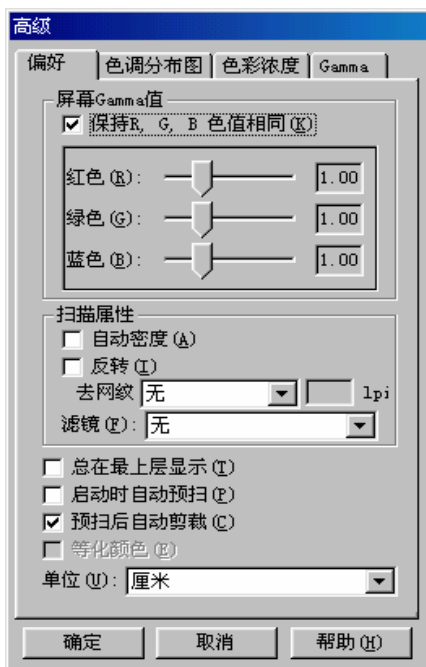 高级
偏好 色调分布图 色彩浓度 Gamma
屏幕Gamma值
保持R, G, B 色值相同(K)
红色(R): 1.00
绿色(G): 1.00
蓝色(B): 1.00
扫描属性
自动密度(A)
反转(I)
去网纹 无 lpi
滤镜(F): 无
总在最上层显示(T)
启动时自动预扫(P)
预扫后自动剪裁(C)
等化颜色(E)
单位(U): 厘米
确定 取消 帮助(H)